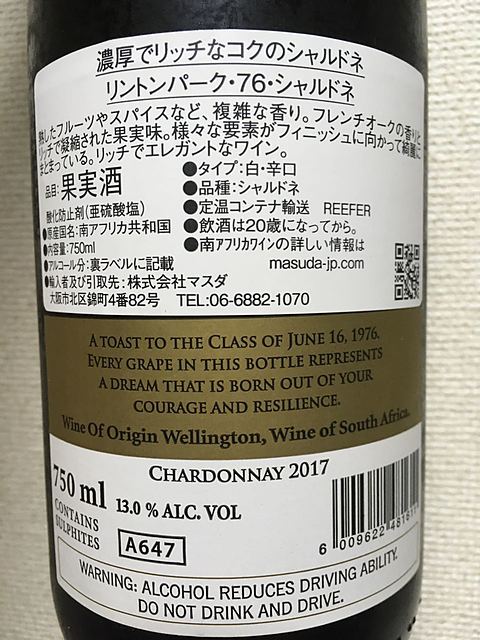 濃厚でリッチなコクのシャルドネ
リントンパーク・76・シャルドネ
熟したフルーツやスパイスなど、複雑な香り。フレンチオークの香りと
リッチで凝縮された果実味。様々な要素がフィニッシュに向かって綺麗に
まとまっている。リッチでエレガントなワイン。
品目:果実酒
酸化防止剤(亜硫酸塩)
●原産国名:南アフリカ共和国
●内容量:750ml
●アルコール分:裏ラベルに記載
●輸入者及び引取先:株式会社マスダ
大阪市北区錦町4番82号 TEL:06-6882-1070
●タイプ:白・辛口
●品種:シャルドネ
●定温コンテナ輸送 REEFER
●飲酒は20歳になってから。
●南アフリカワインの詳しい情報は
masuda-jp.com
A TOAST TO THE CLASS OF JUNE 16, 1976.
EVERY GRAPE IN THIS BOTTLE REPRESENTS
A DREAM THAT IS BORN OUT OF YOUR
COURAGE AND RESILIENCE.
Wine Of Origin Wellington, Wine of South Africa.
CHARDONNAY 2017
750 ml
CONTAINS
SULPHITES
13.0 % ALC. VOL
A647
6 009622
WARNING: ALCOHOL REDUCES DRIVING ABILITY.
DO NOT DRINK AND DRIVE.